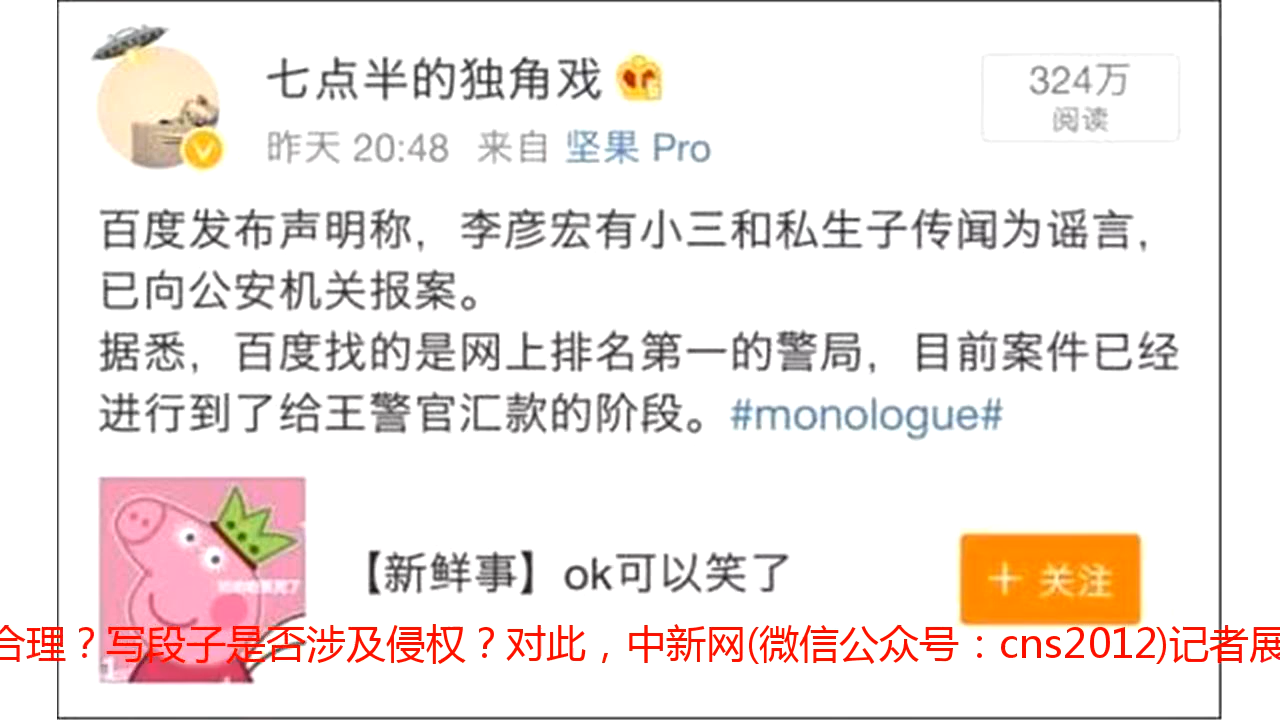 七点半的独角戏
324万
阅读
昨天 20:48 来自 坚果 Pro
百度发布声明称，李彦宏有小三和私生子传闻为谣言，
已向公安机关报案。
据悉，百度找的是网上排名第一的警局，目前案件已经
进行到了给王警官汇款的阶段。#monologue#
【新鲜事】ok可以笑了
+ 关注
合理？写段子是否涉及侵权？对此，中新网(微信公众号：cns2012)记者展